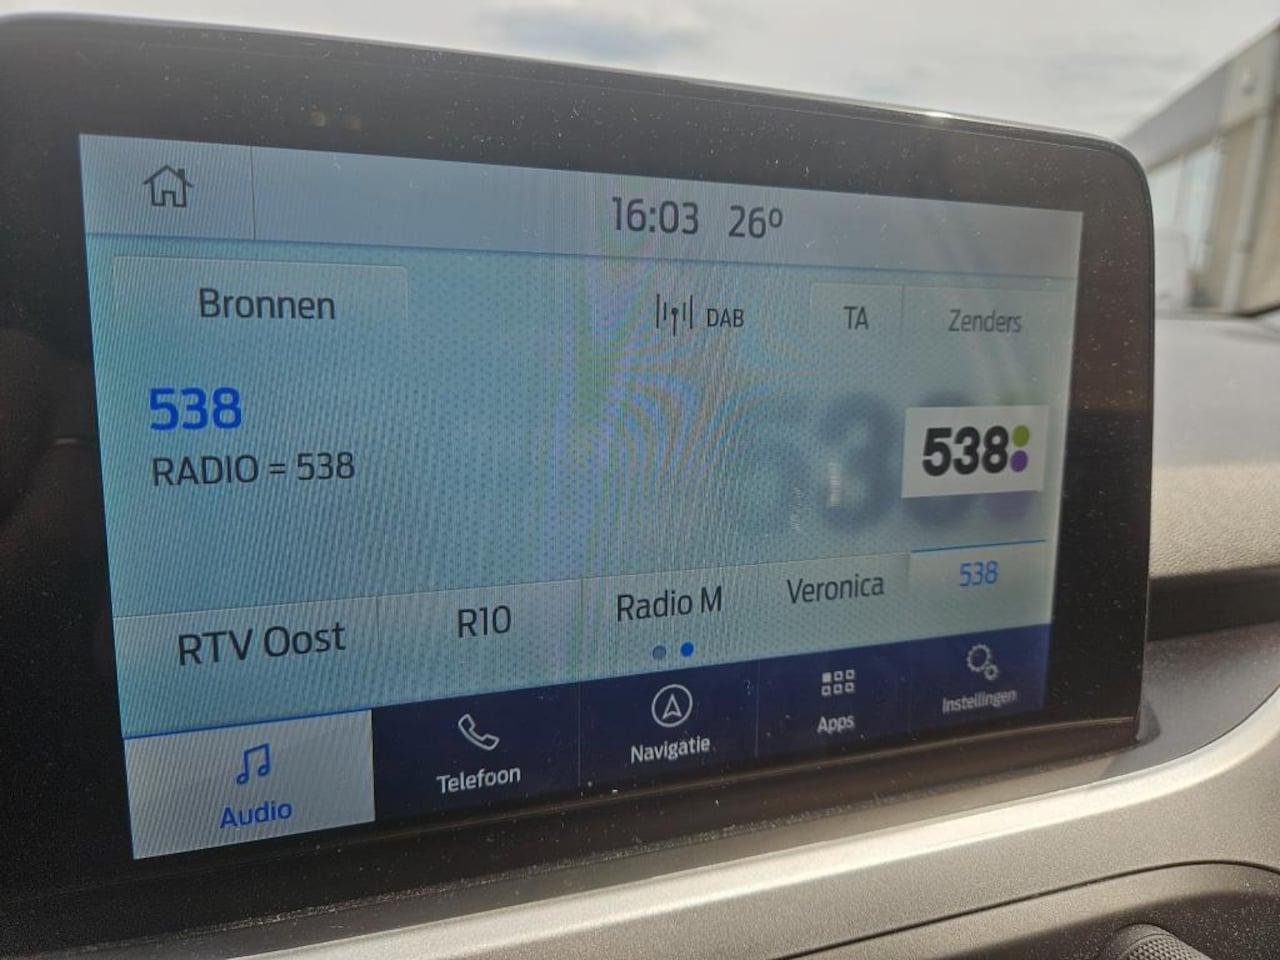 16:03 26º
Bronnen
DAB
TA
Zenders
538
RADIO = 538
538
RTV Oost
R10
Radio M
Veronica
538
Audio
Telefoon
Navigatie
Apps
Instellingen